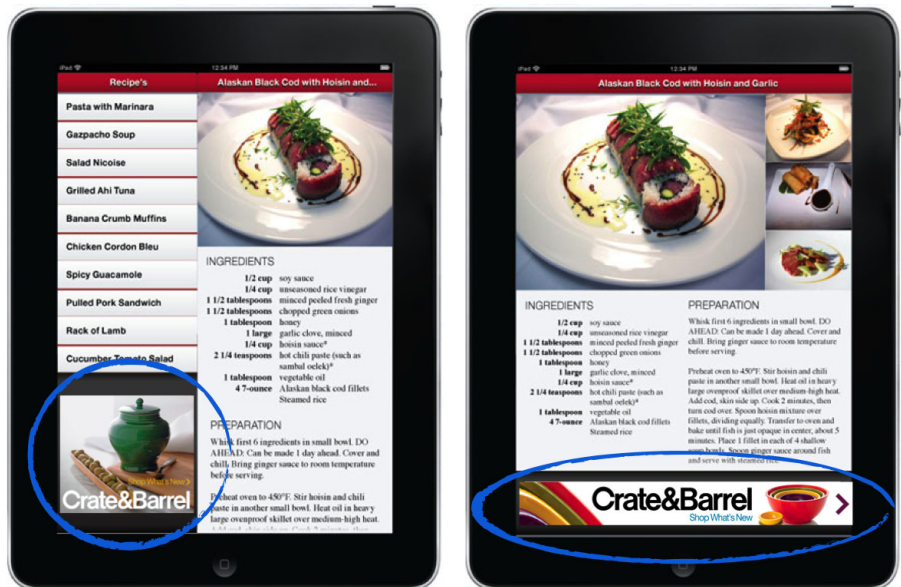 iPad
12:34 PM
Recipe's
Alaskan Black Cod with Hoisin and...
Pasta with Marinara
Gazpacho Soup
Salad Nicoise
Grilled Ahi Tuna
Banana Crumb Muffins
Chicken Cordon Bleu
Spicy Guacamole
Pulled Pork Sandwich
Rack of Lamb
Cucumber Tomato Salad
Shop What's New
Crate&Barrel
INGREDIENTS
1/2 cup soy sauce
1/4 cup unseasoned rice vinegar
1 1/2 tablespoons minced peeled fresh ginger
1 1/2 tablespoons chopped green onions
1 tablespoon honey
1 large garlic clove, minced
1/4 cup hoisin sauce*
2 1/4 teaspoons hot chili paste (such as
sambal oelek)*
1 tablespoon vegetable oil
4 7-ounce Alaskan black cod fillets
Steamed rice
PREPARATION
Whisk first 6 ingredients in small bowl. DO
AHEAD: Can be made 1 day ahead. Cover and
chill. Bring ginger sauce to room temperature
before serving.
Preheat oven to 450°F. Stir hoisin and chili
paste in another small bowl. Heat oil in heavy
large ovenproof skillet over medium-high heat.
Add cod, skin side up. Cook 2 minutes, then
iPad
12:34 PM
Alaskan Black Cod with Hoisin and Garlic
INGREDIENTS
1/2 cup soy sauce
1/4 cup unseasoned rice vinegar
1 1/2 tablespoons minced peeled fresh ginger
1 1/2 tablespoons chopped green onions
1 tablespoon honey
1 large garlic clove, minced
1/4 cup hoisin sauce*
2 1/4 teaspoons hot chili paste (such as
sambal oelek)*
1 tablespoon vegetable oil
4 7-ounce Alaskan black cod fillets
Steamed rice
PREPARATION
Whisk first 6 ingredients in small bowl. DO
AHEAD: Can be made 1 day ahead. Cover and
chill. Bring ginger sauce to room temperature
before serving.
Preheat oven to 450°F. Stir hoisin and chili
paste in another small bowl. Heat oil in heavy
large ovenproof skillet over medium-high heat.
Add cod, skin side up. Cook 2 minutes, then
turn cod over. Spoon hoisin mixture over
fillets, dividing equally. Transfer to oven and
bake until fish is just opaque in center, about 5
minutes. Place 1 fillet in each of 4 shallow
soup bowls. Spoon ginger sauce around fish
and serve with steamed rice.
Crate&Barrel
Shop What's New